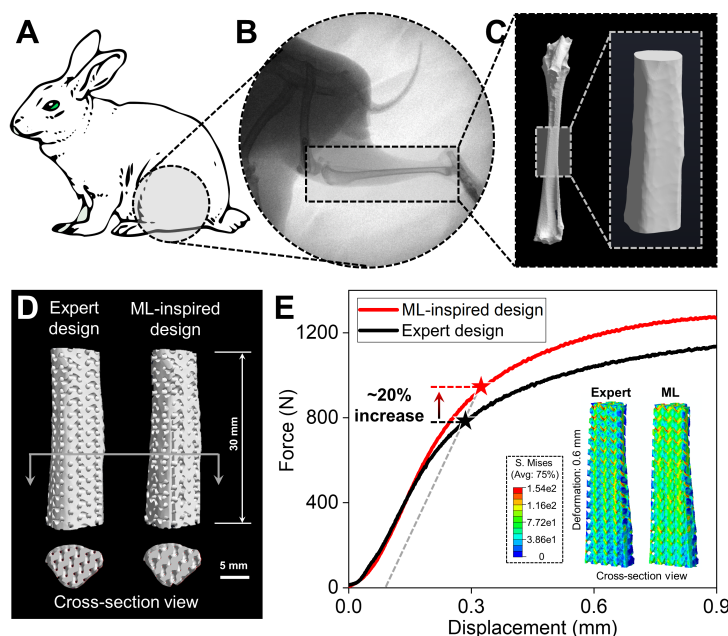 A
B
C
D
Expert
design
ML-inspired
design
30 mm
5 mm
Cross-section view
E
ML-inspired design
Expert design
~20%
increase
Expert
ML
S. Mises
(Avg: 75%)
1.54e2
1.16e2
7.72e1
3.86e1
0
Deformation: 0.6 mm
Cross-section view
Force (N)
1200
800
400
0
0.0
0.3
0.6
0.9
Displacement (mm)